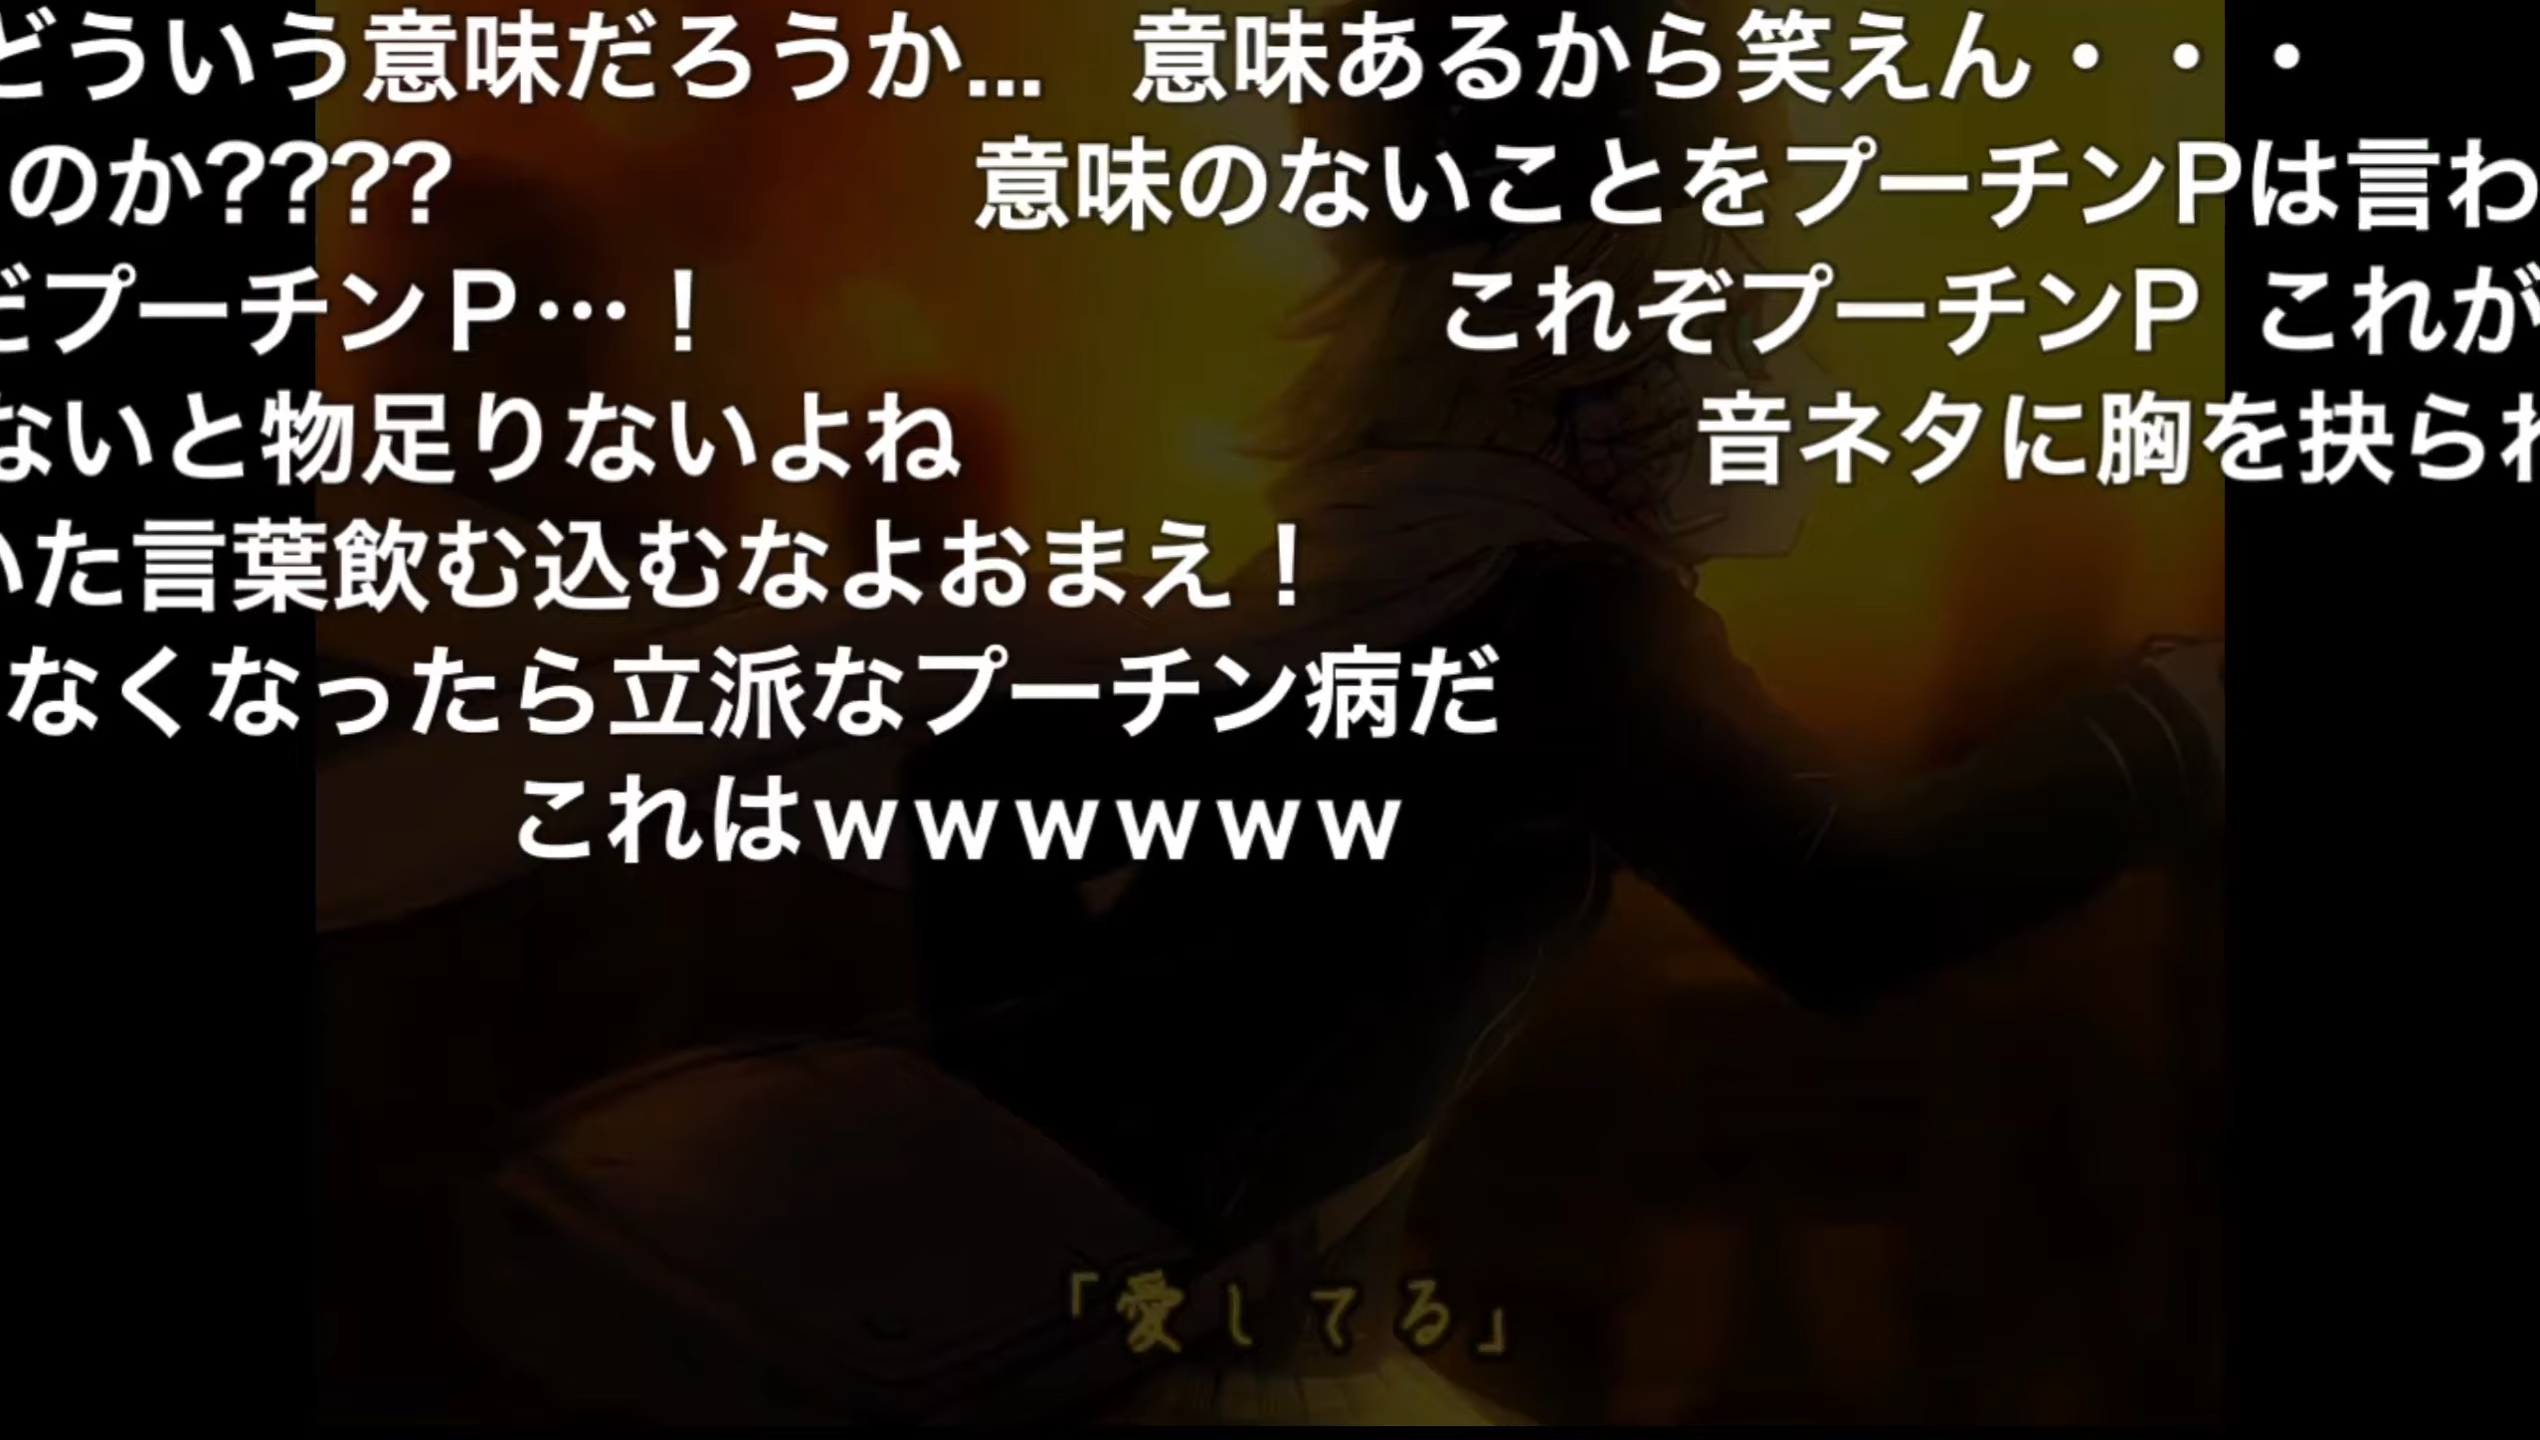 どういう意味だろうか... 意味あるから笑えん・・・
のか???? 意味のないことをプーチンPは言わ
だプーチンＰ…！ これぞプーチンP これが
ないと物足りないよね 音ネタに胸を抉られ
いた言葉飲む込むなよおまえ！
なくなったら立派なプーチン病だ
これはｗｗｗｗｗｗ
「愛してる」